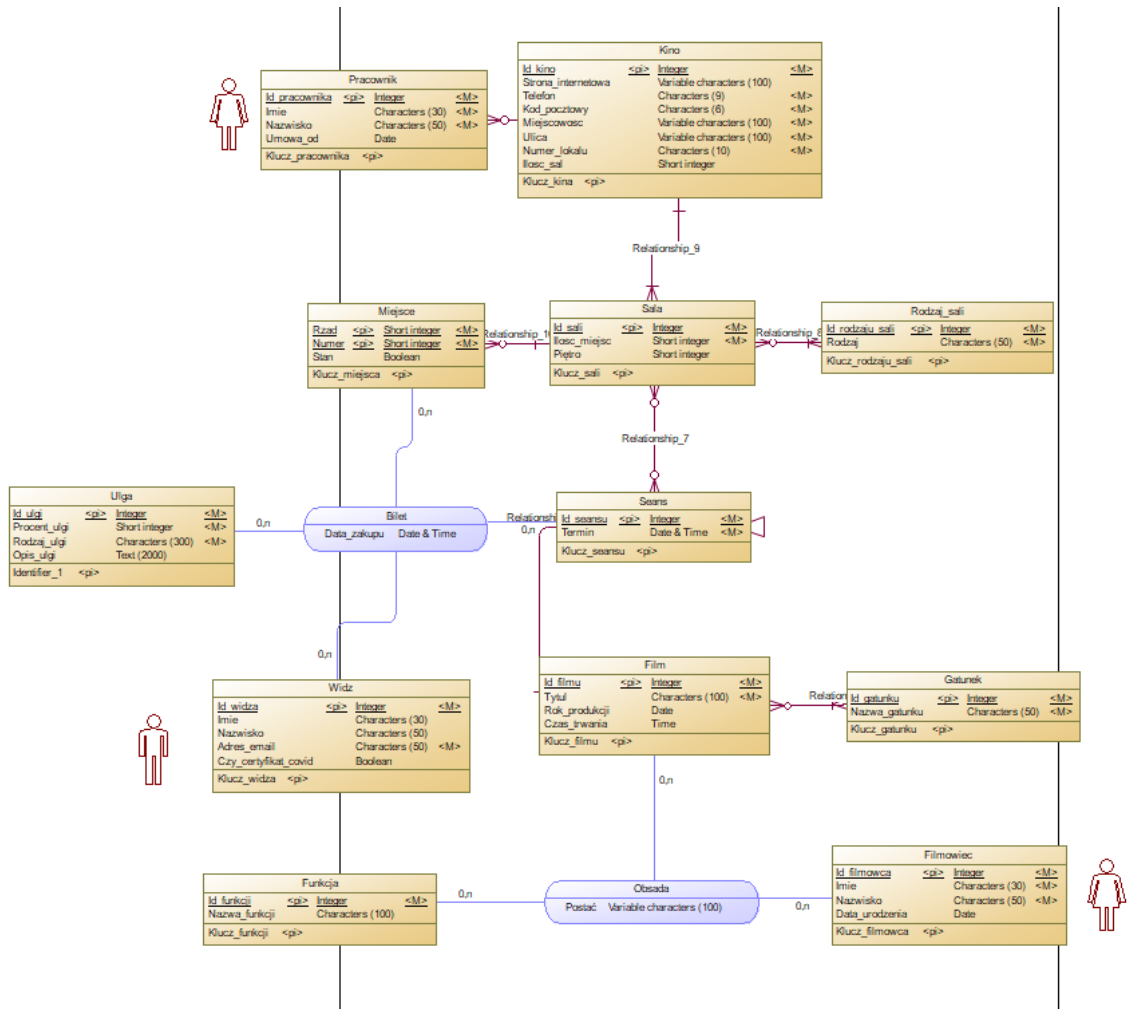 Kino
Id_kino <pi> Integer <M>
Strona_internetowa Variable characters (100)
Telefon Characters (9) <M>
Kod_pocztowy Characters (6) <M>
Miejscowosc Variable characters (100) <M>
Ulica Variable characters (100) <M>
Numer_lokalu Characters (10) <M>
Ilosc_sal Short integer
Klucz_kina <pi>
Pracownik
Id_pracownika <pi> Integer <M>
Imie Characters (30) <M>
Nazwisko Characters (50) <M>
Umowa_od Date
Klucz_pracownika <pi>
Relationship_9
Miejsce
Rzad <pi> Short integer <M>
Numer <pi> Short integer <M>
Stan Boolean
Klucz_miejsca <pi>
Relationship_1
Sala
Id_sali <pi> Integer <M>
Ilosc_miejsc Short integer <M>
Piętro Short integer
Klucz_sali <pi>
Relationship_8
Rodzaj_sali
Id_rodzaju_sali <pi> Integer <M>
Rodzaj Characters (50) <M>
Klucz_rodzaju_sali <pi>
0,n
Relationship_7
Ulga
Id_ulgi <pi> Integer <M>
Procent_ulgi Short integer <M>
Rodzaj_ulgi Characters (300) <M>
Opis_ulgi Text (2000)
Identifier_1 <pi>
0,n
Bilet
Data_zakupu Date & Time
Relationsh
0,n
Seans
Id_seansu <pi> Integer <M>
Termin Date & Time <M>
Klucz_seansu <pi>
0,n
Widz
Id_widza <pi> Integer <M>
Imie Characters (30)
Nazwisko Characters (50)
Adres_email Characters (50) <M>
Czy_certyfikat_covid Boolean
Klucz_widza <pi>
Film
Id_filmu <pi> Integer <M>
Tytul Characters (100) <M>
Rok_produkcji Date
Czas_trwania Time
Klucz_filmu <pi>
Relation
Gatunek
Id_gatunku <pi> Integer <M>
Nazwa_gatunku Characters (50) <M>
Klucz_gatunku <pi>
0,n
Funkcja
Id_funkcji <pi> Integer <M>
Nazwa_funkcji Characters (100)
Klucz_funkcji <pi>
0,n
Obsada
Postać Variable characters (100)
0,n
Filmowiec
Id_filmowca <pi> Integer <M>
Imie Characters (30) <M>
Nazwisko Characters (50) <M>
Data_urodzenia Date
Klucz_filmowca <pi>